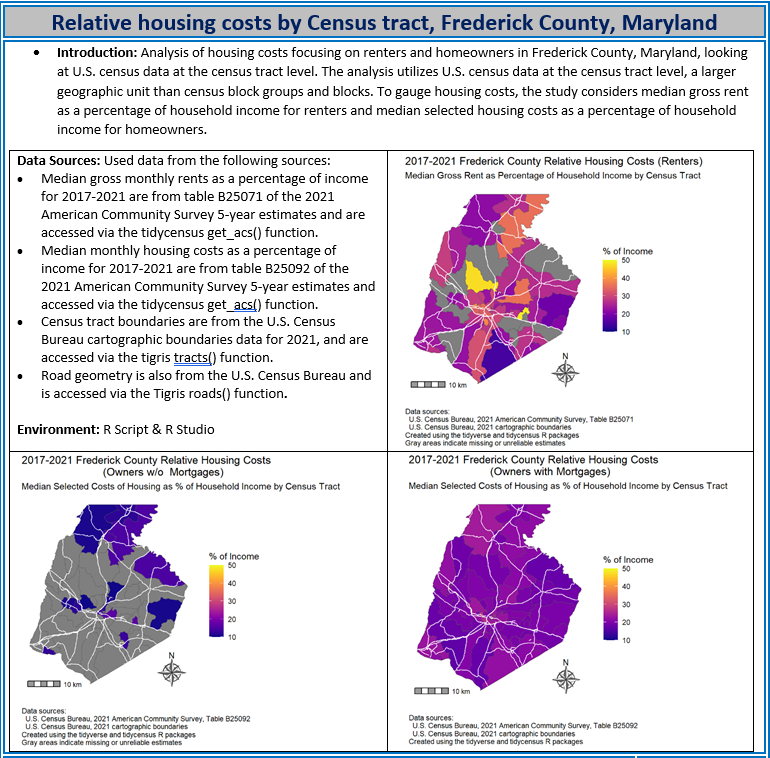 Relative housing costs by Census tract, Frederick County, Maryland
• Introduction: Analysis of housing costs focusing on renters and homeowners in Frederick County, Maryland, looking
at U.S. census data at the census tract level. The analysis utilizes U.S. census data at the census tract level, a larger
geographic unit than census block groups and blocks. To gauge housing costs, the study considers median gross rent
as a percentage of household income for renters and median selected housing costs as a percentage of household
income for homeowners.
Data Sources: Used data from the following sources:
• Median gross monthly rents as a percentage of income
for 2017-2021 are from table B25071 of the 2021
American Community Survey 5-year estimates and are
accessed via the tidycensus get_acs() function.
• Median monthly housing costs as a percentage of
income for 2017-2021 are from table B25092 of the
2021 American Community Survey 5-year estimates and
accessed via the tidycensus get_acs() function.
• Census tract boundaries are from the U.S. Census
Bureau cartographic boundaries data for 2021, and are
accessed via the tigris tracts() function.
• Road geometry is also from the U.S. Census Bureau and
is accessed via the Tigris roads() function.
Environment: R Script & R Studio
2017-2021 Frederick County Relative Housing Costs (Renters)
Median Gross Rent as Percentage of Household Income by Census Tract
% of Income
50
40
30
20
10
N
10 km
Data sources:
U.S. Census Bureau, 2021 American Community Survey, Table B25071
U.S. Census Bureau, 2021 cartographic boundaries
Created using the tidyverse and tidycensus R packages
Gray areas indicate missing or unreliable estimates
2017-2021 Frederick County Relative Housing Costs
(Owners w/o Mortgages)
Median Selected Costs of Housing as % of Household Income by Census Tract
% of Income
50
40
30
20
10
N
10 km
Data sources:
U.S. Census Bureau, 2021 American Community Survey, Table B25092
U.S. Census Bureau, 2021 cartographic boundaries
Created using the tidyverse and tidycensus R packages
Gray areas indicate missing or unreliable estimates
2017-2021 Frederick County Relative Housing Costs
(Owners with Mortgages)
Median Selected Costs of Housing as % of Household Income by Census Tract
% of Income
50
40
30
20
10
N
10 km
Data sources:
U.S. Census Bureau, 2021 American Community Survey, Table B25092
U.S. Census Bureau, 2021 cartographic boundaries
Created using the tidyverse and tidycensus R packages